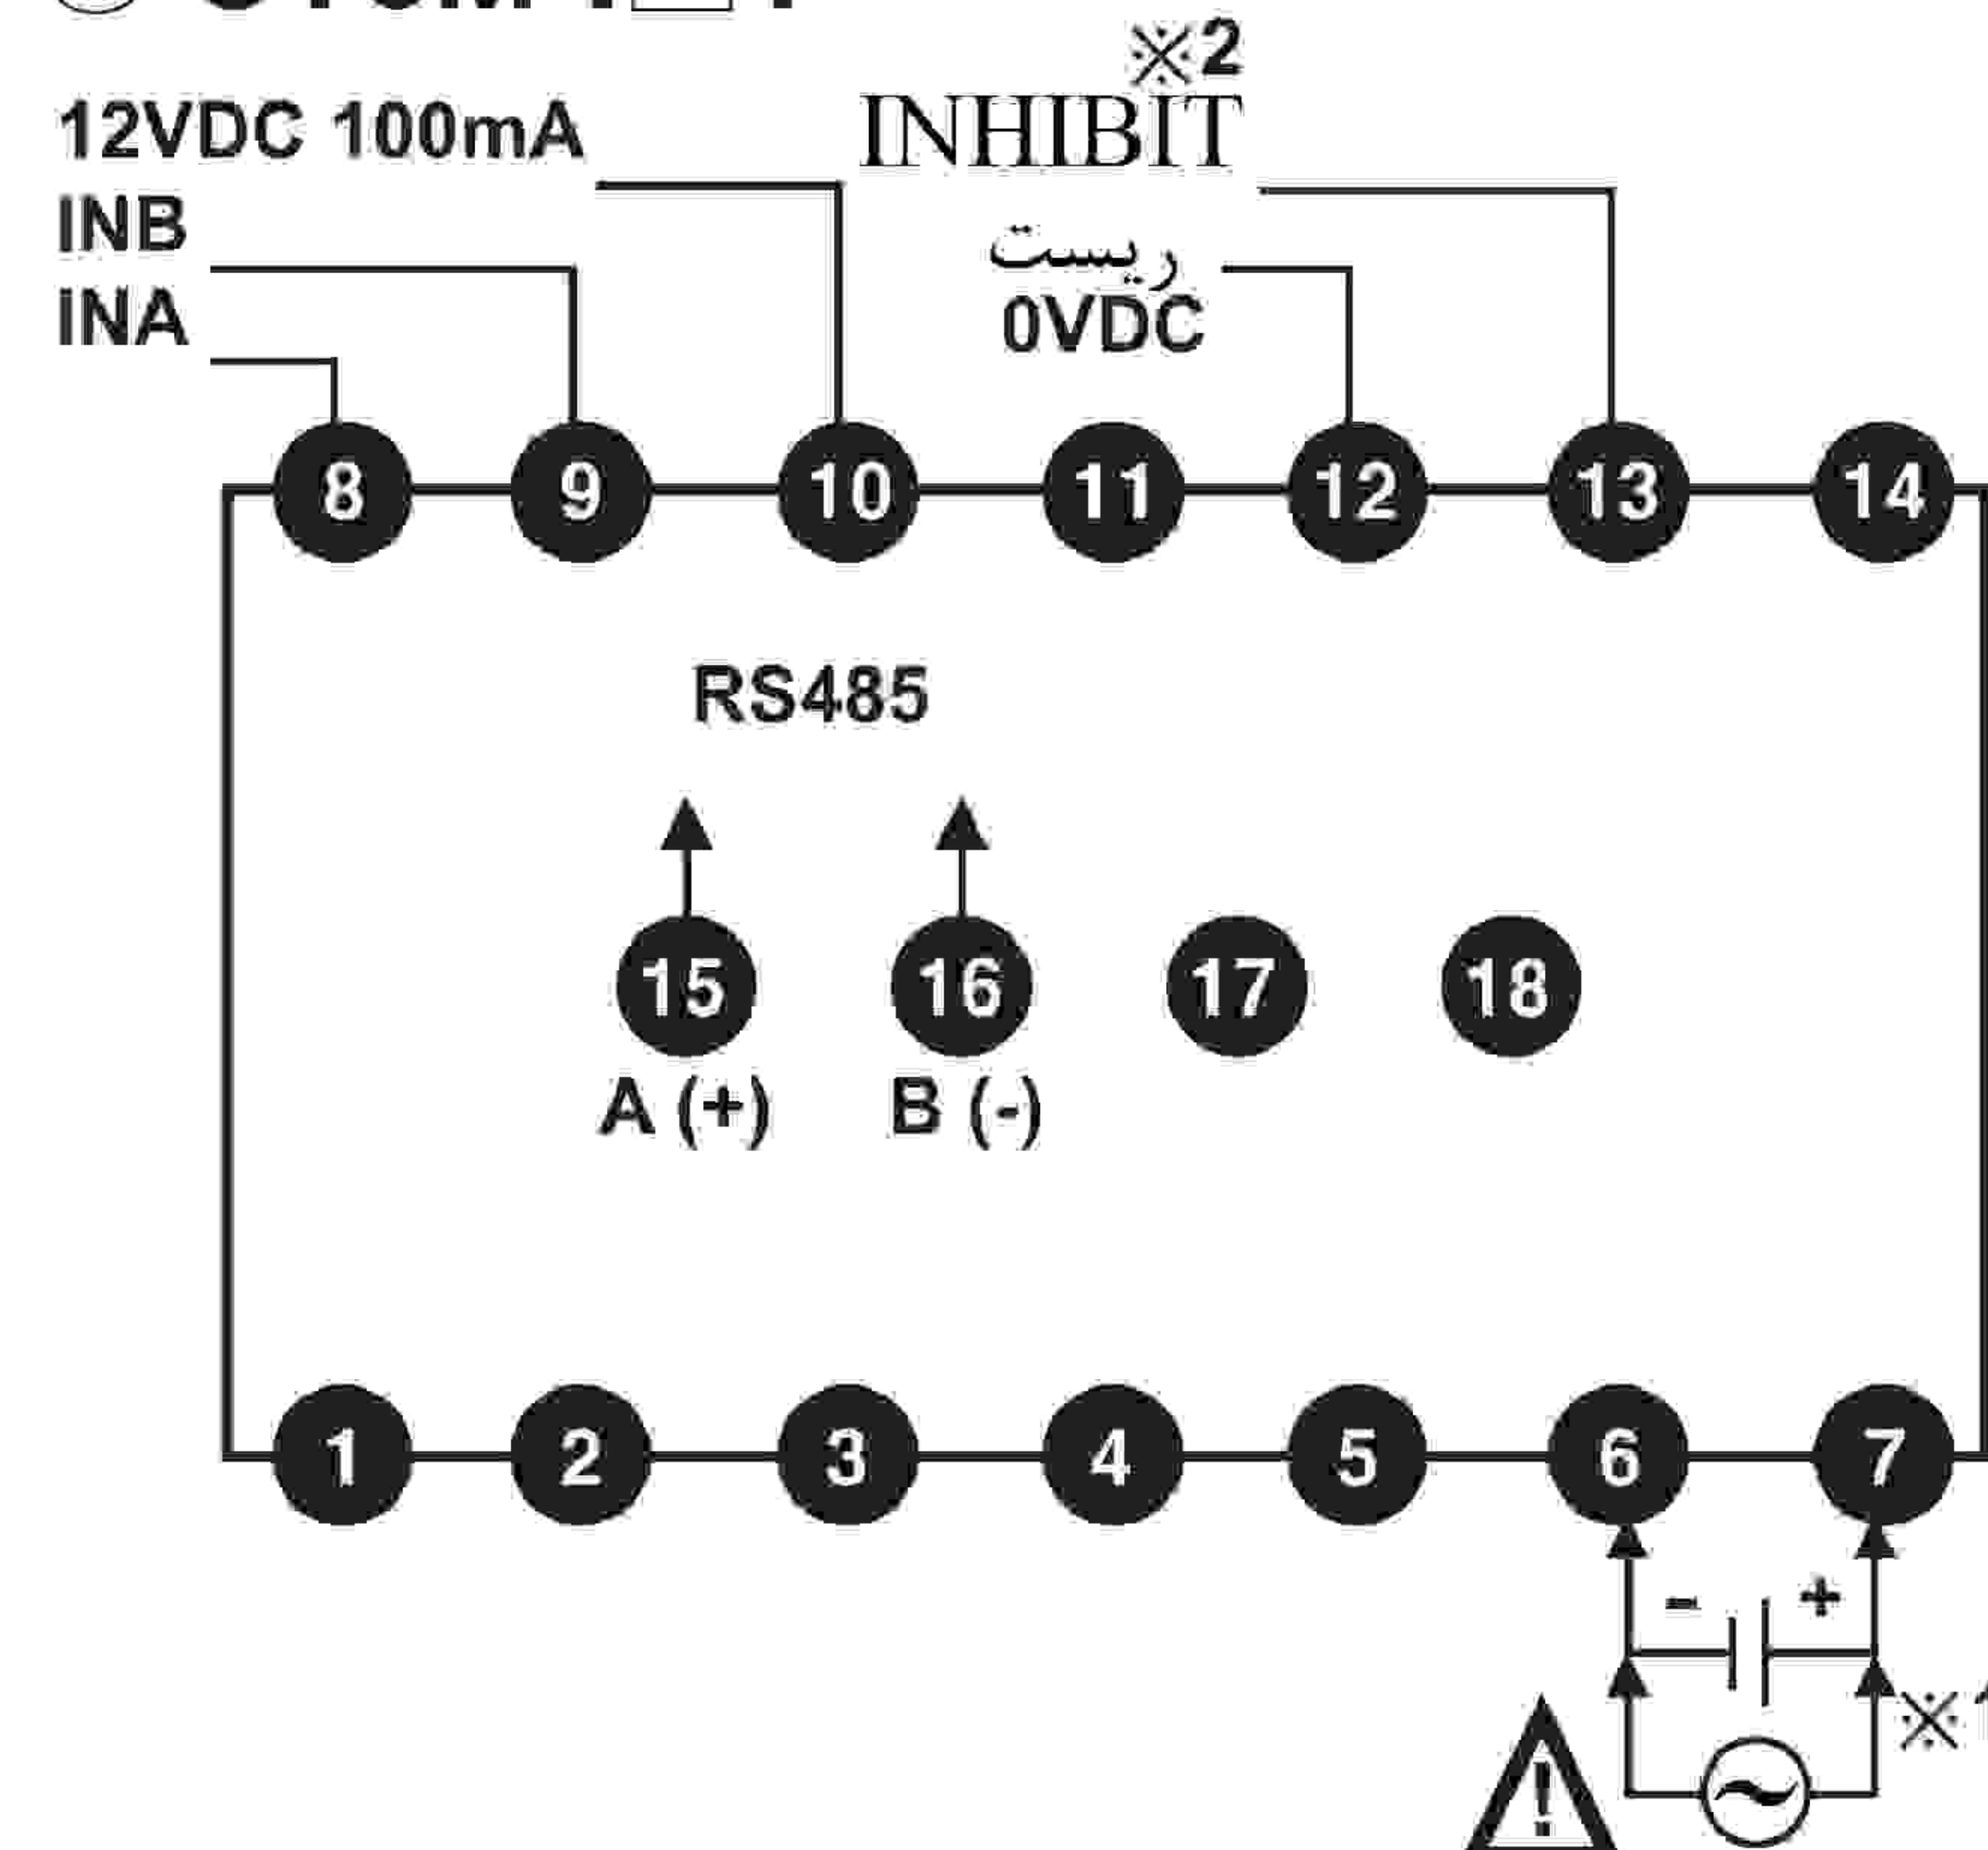 ※2
12VDC 100mA
INHIBIT
INB
ریست
INA
0VDC
8 9 10 11 12 13 14
RS485
15 16 17 18
A (+) B (-)
1 2 3 4 5 6 7
- +
※
!